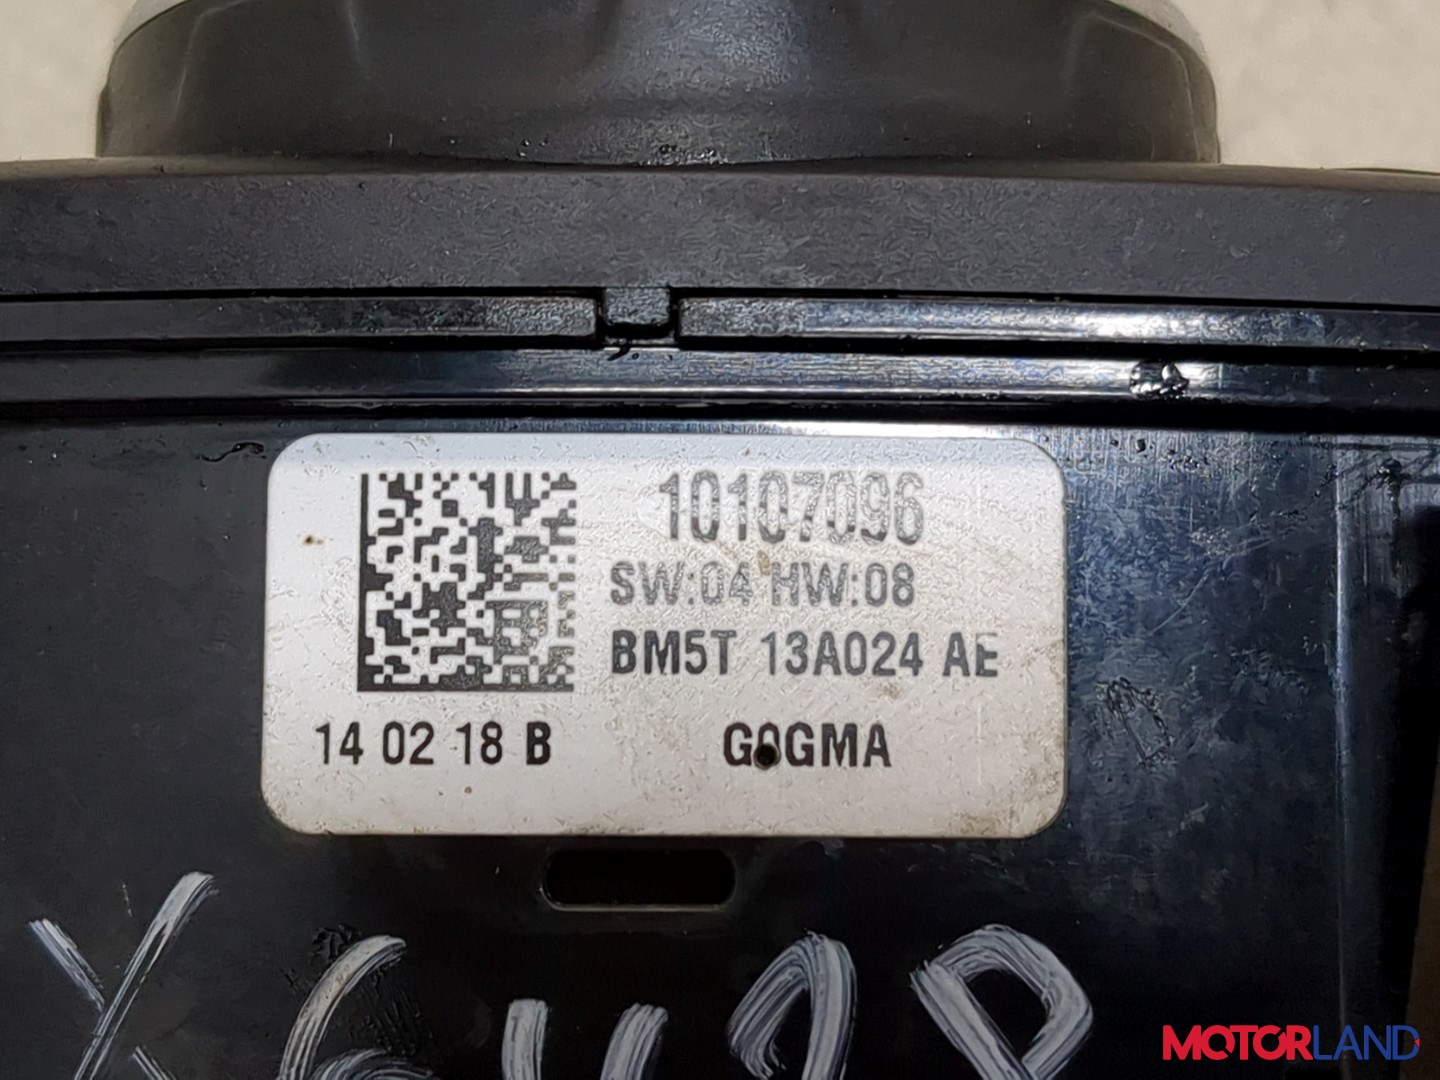 10107096
SW:04 HW:08
BM5T 13A024 AE
14 02 18 B G0GMA
MOTORLAND